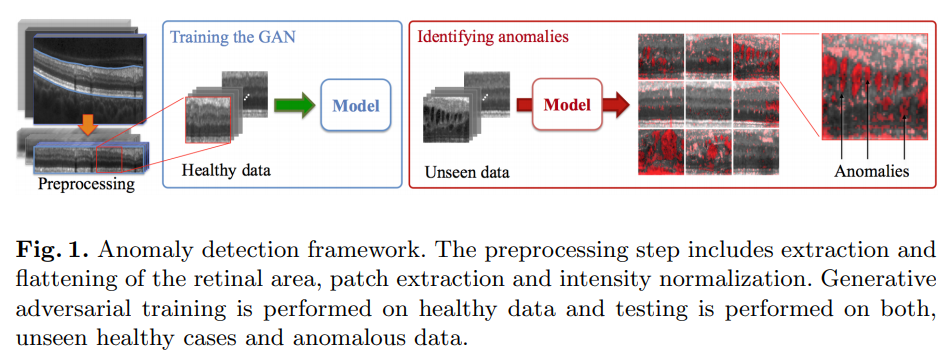 Training the GAN
Identifying anomalies
Model
Model
Preprocessing
Healthy data
Unseen data
Anomalies
Fig. 1. Anomaly detection framework. The preprocessing step includes extraction and
flattening of the retinal area, patch extraction and intensity normalization. Generative
adversarial training is performed on healthy data and testing is performed on both,
unseen healthy cases and anomalous data.